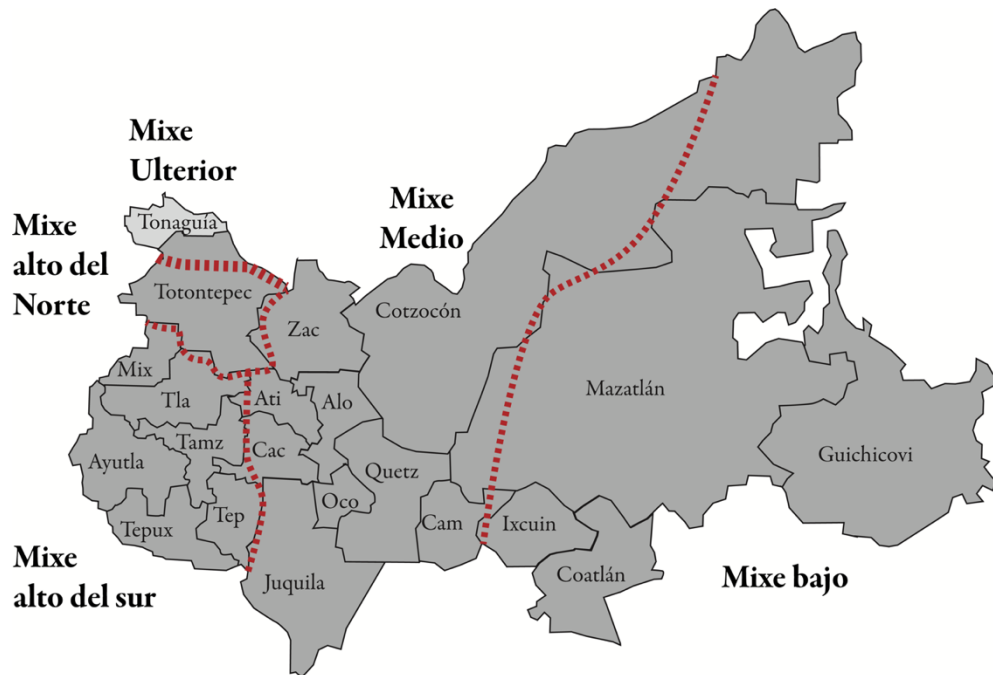 Mixe
Ulterior
Tonaguía
Mixe
alto del
Norte
Mixe
Medio
Totontepec
Zac
Cotzocón
Mix
Tla
Ati
Alo
Mazatlán
Tamz
Cac
Ayutla
Quetz
Guichicovi
Oco
Tep
Tepux
Cam
Ixcuin
Mixe
alto del sur
Juquila
Coatlán
Mixe bajo